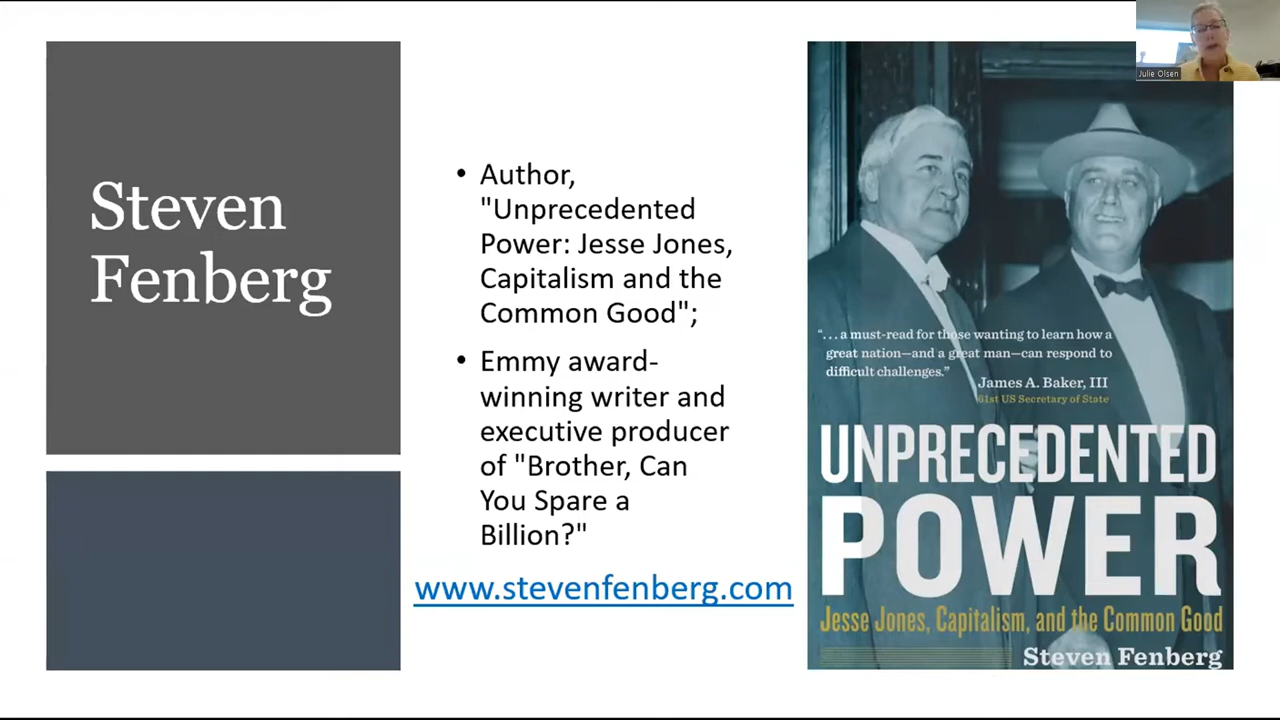 Steven
Fenberg
• Author,
"Unprecedented
Power: Jesse Jones,
Capitalism and the
Common Good";
• Emmy award-
winning writer and
executive producer
of "Brother, Can
You Spare a
Billion?"
www.stevenfenberg.com
Julie Olsen
“. . . a must-read for those wanting to learn how a
great nation—and a great man—can respond to
difficult challenges.”
James A. Baker, III
61st US Secretary of State
UNPRECEDENTED
POWER
Jesse Jones, Capitalism, and the Common Good
Steven Fenberg